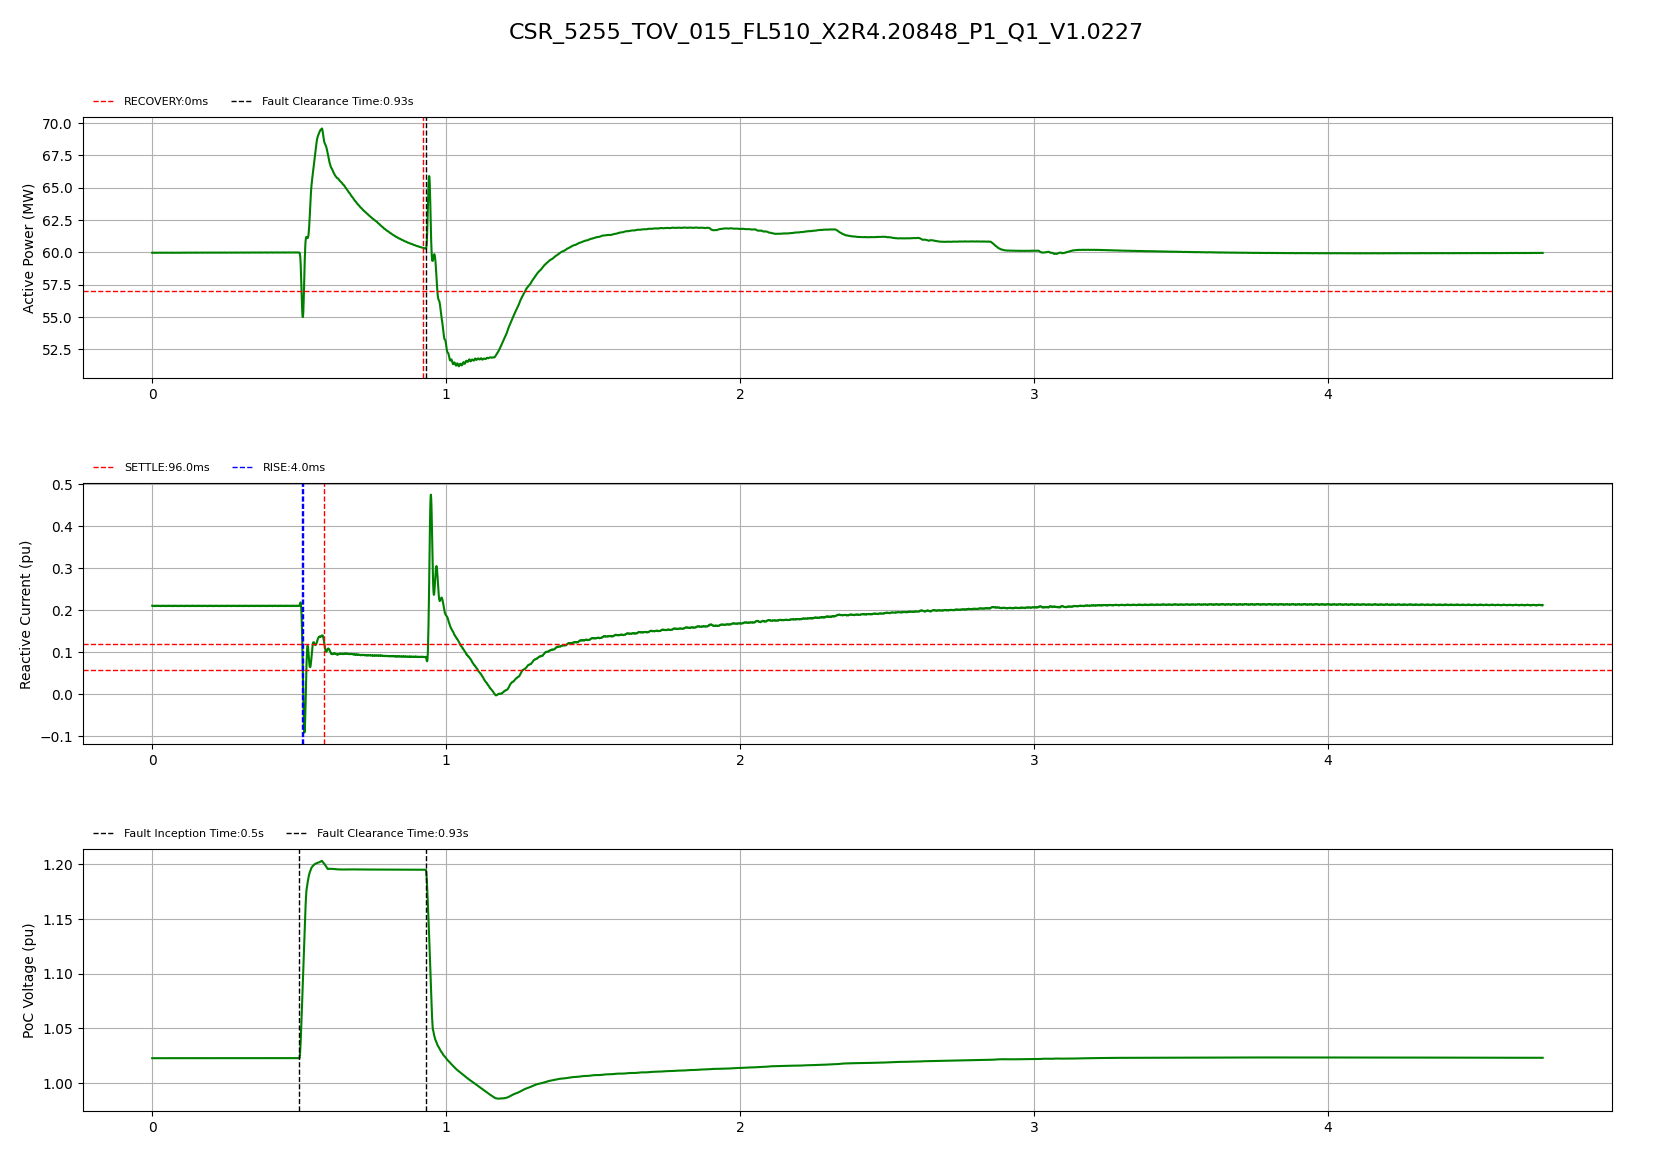 CSR_5255_TOV_015_FL510_X2R4.20848_P1_Q1_V1.0227
RECOVERY:0ms Fault Clearance Time:0.93s
Active Power (MW)
70.0
67.5
65.0
62.5
60.0
57.5
55.0
52.5
0 1 2 3 4
SETTLE:96.0ms RISE:4.0ms
Reactive Current (pu)
0.5
0.4
0.3
0.2
0.1
0.0
−0.1
0 1 2 3 4
Fault Inception Time:0.5s Fault Clearance Time:0.93s
PoC Voltage (pu)
1.20
1.15
1.10
1.05
1.00
0 1 2 3 4